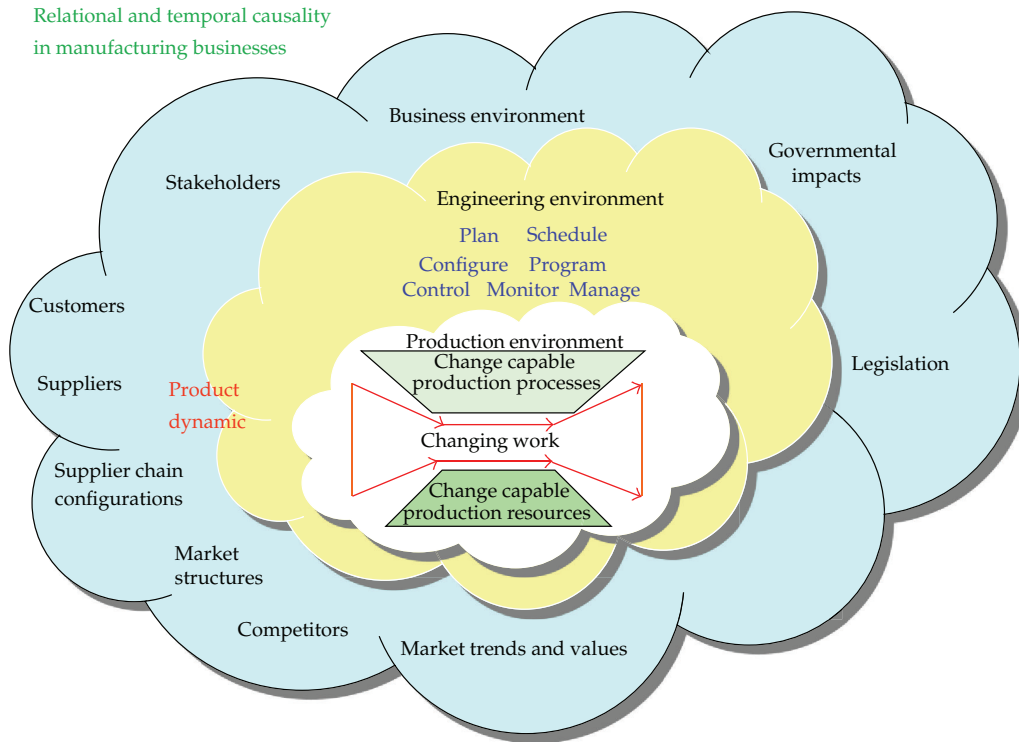 Relational and temporal causality
in manufacturing businesses
Business environment
Governmental
impacts
Stakeholders
Engineering environment
Plan Schedule
Configure Program
Control Monitor Manage
Customers
Production environment
Change capable
production processes
Legislation
Suppliers
Product
dynamic
Changing work
Supplier chain
configurations
Change capable
production resources
Market
structures
Competitors
Market trends and values